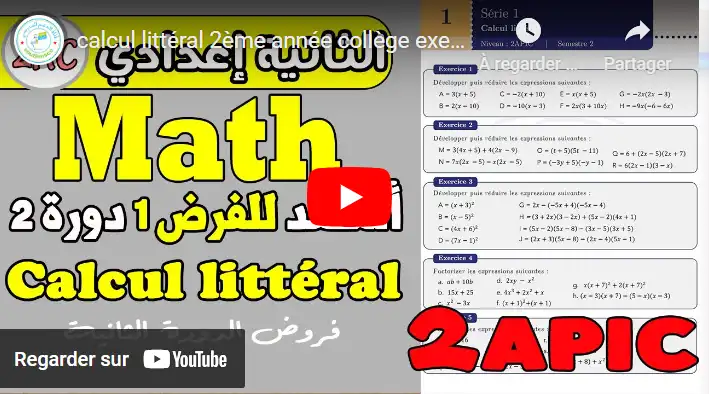 calcul littéral 2ème année collège exe...
الثانية إعدادي 2AC
Math
للفرض 1 دورة 2
Calcul littéral
فروض الدورة الثانية
Regarder sur YouTube
1
Série 1
Niveau : 2APIC | Semestre 2
À regarder ...
Partager
Exercice 1
Développer puis réduire les expressions suivantes :
A = 3(x + 5) C = −2(x + 10) E = x(x + 5) G = −2x(2x − 3)
B = 2(x − 10) D = −10(x − 3) F = 2x(3 + 10x) H = −9x(−6 − 6x)
Exercice 2
Développer puis réduire les expressions suivantes :
M = 3(4x + 5) + 4(2x − 9) O = (t + 5)(5t − 11) Q = 6 + (2x − 5)(2x + 7)
N = 7x(2x − 5) − x(2x − 5) P = (−3y + 5)(−y − 1) R = 6(2x − 1)(3 − x)
Exercice 3
Développer puis réduire les expressions suivantes :
A = (x + 3)² G = 2x − (−5x + 4)(−5x − 4)
B = (x − 5)² H = (3 + 2x)(3 − 2x) + (5x − 2)(4x + 1)
C = (4x + 6)² I = (5x − 2)(5x − 8) − (3x − 5)(3x + 5)
D = (7x − 1)² J = (2x + 3)(5x − 8) − (2x − 4)(5x − 1)
Exercice 4
Factoriser les expressions suivantes :
a. ab + 10b d. 2xy − x² g. x(x + 7)² + 2(x + 7)²
b. 15x + 25 e. 4x³ + 2x² + x h. (x − 3)(x + 7) = (5 − x)(x − 3)
c. x² − 3x f. (x + 1)² + (x + 1)
2APIC